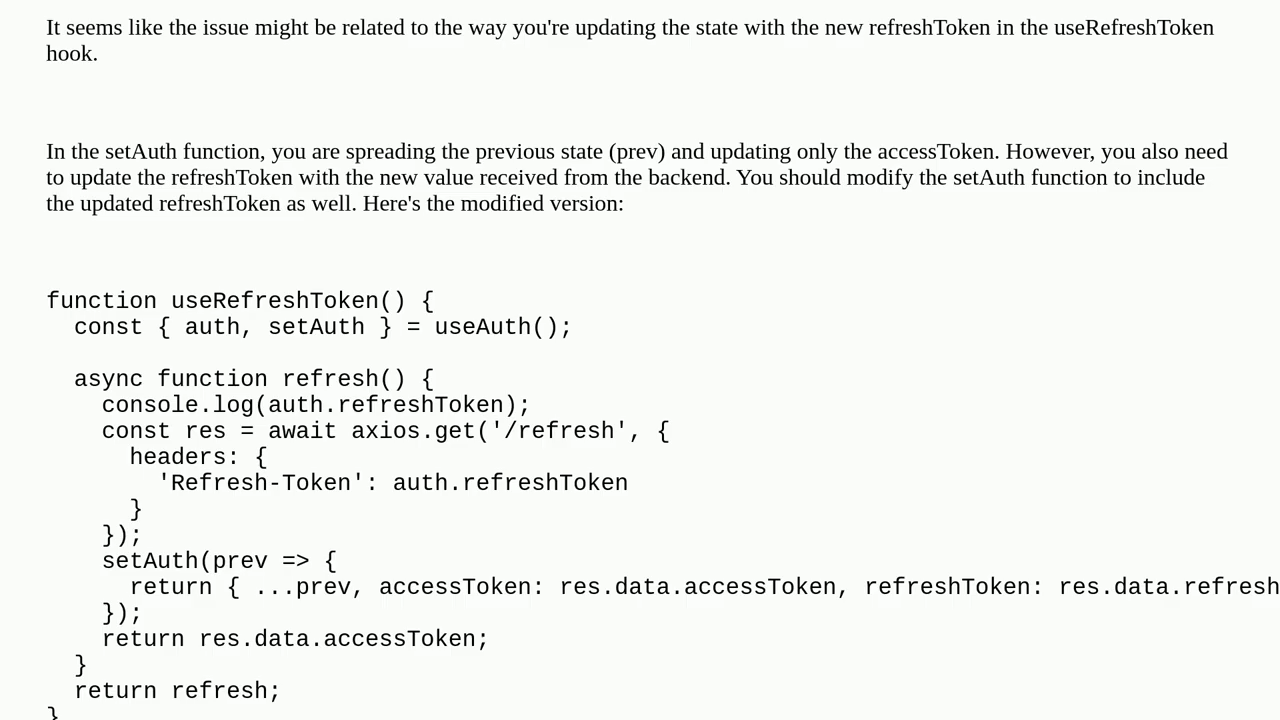 It seems like the issue might be related to the way you're updating the state with the new refreshToken in the useRefreshToken
hook.
In the setAuth function, you are spreading the previous state (prev) and updating only the accessToken. However, you also need
to update the refreshToken with the new value received from the backend. You should modify the setAuth function to include
the updated refreshToken as well. Here's the modified version:
function useRefreshToken() {
  const { auth, setAuth } = useAuth();
  async function refresh() {
    console.log(auth.refreshToken);
    const res = await axios.get('/refresh', {
      headers: {
        'Refresh-Token': auth.refreshToken
      }
    });
    setAuth(prev => {
      return { ...prev, accessToken: res.data.accessToken, refreshToken: res.data.refresh
    });
    return res.data.accessToken;
  }
  return refresh;
}